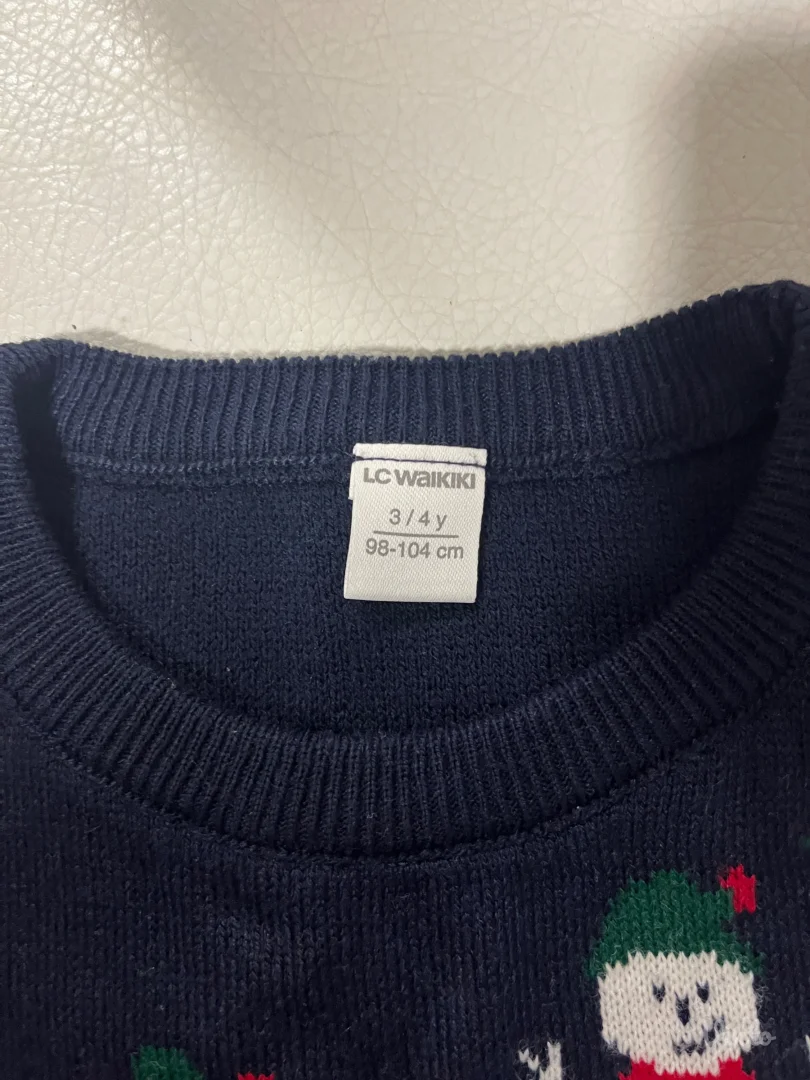 LC WAIKIKI
3 / 4 y
98-104 cm